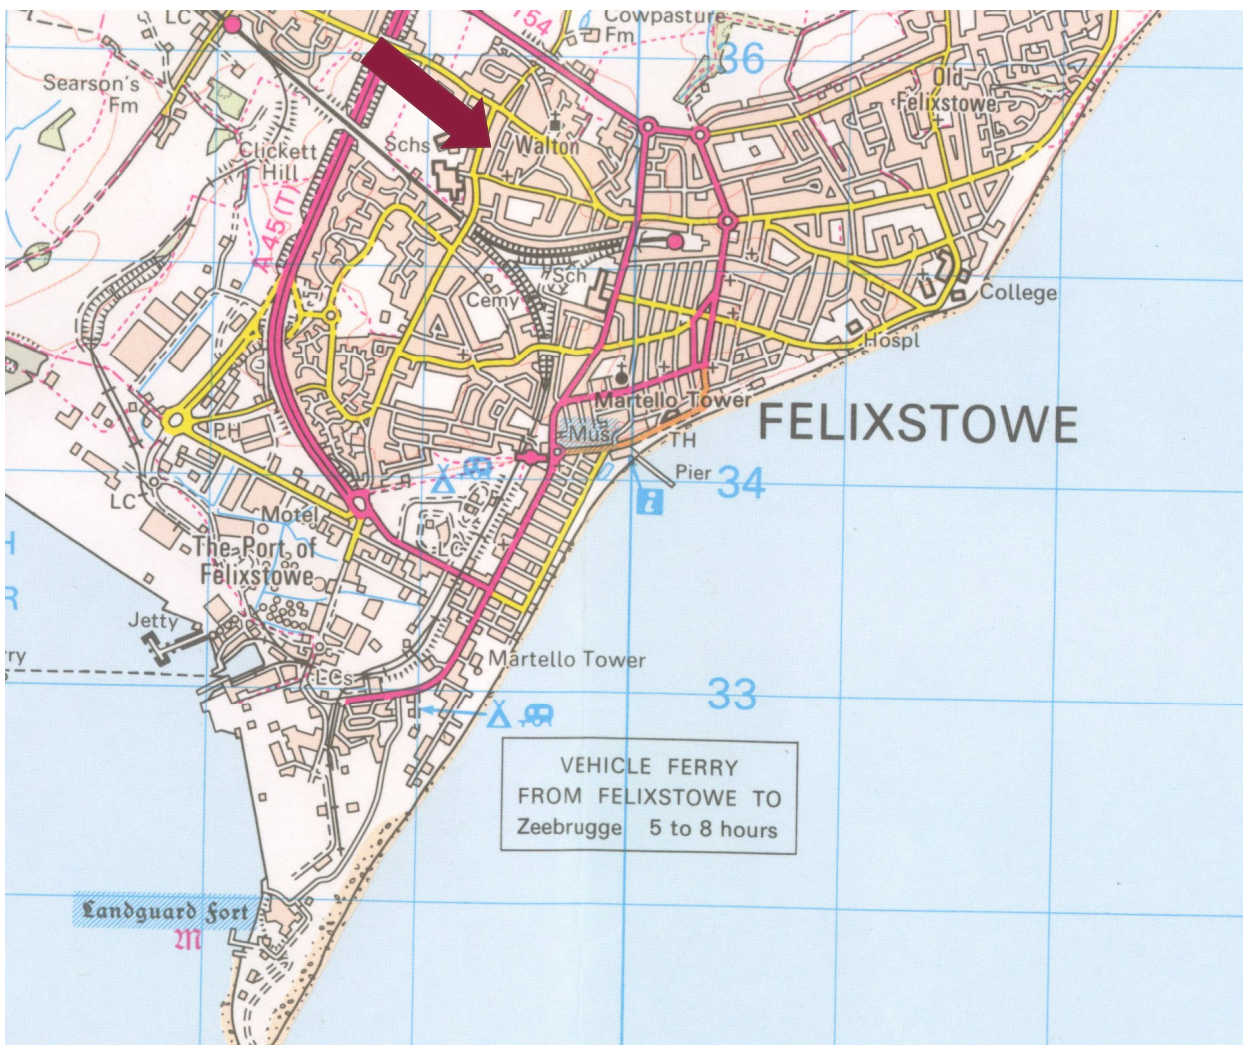 LC
154
Cowpasture
Fm
36
Searson's
Fm
Old
Felixstowe
Clickett
Hill
Schs
Walton
A 45(T)
Sch
Cemy
College
Hospl
Martello Tower
FELIXSTOWE
Mus
TH
PH
Pier
34
i
LC
Motel
The Port of
Felixstowe
LC
H
R
Jetty
ry
s
LCs
Martello Tower
33
VEHICLE FERRY
FROM FELIXSTOWE TO
Zeebrugge 5 to 8 hours
Landguard Fort
M